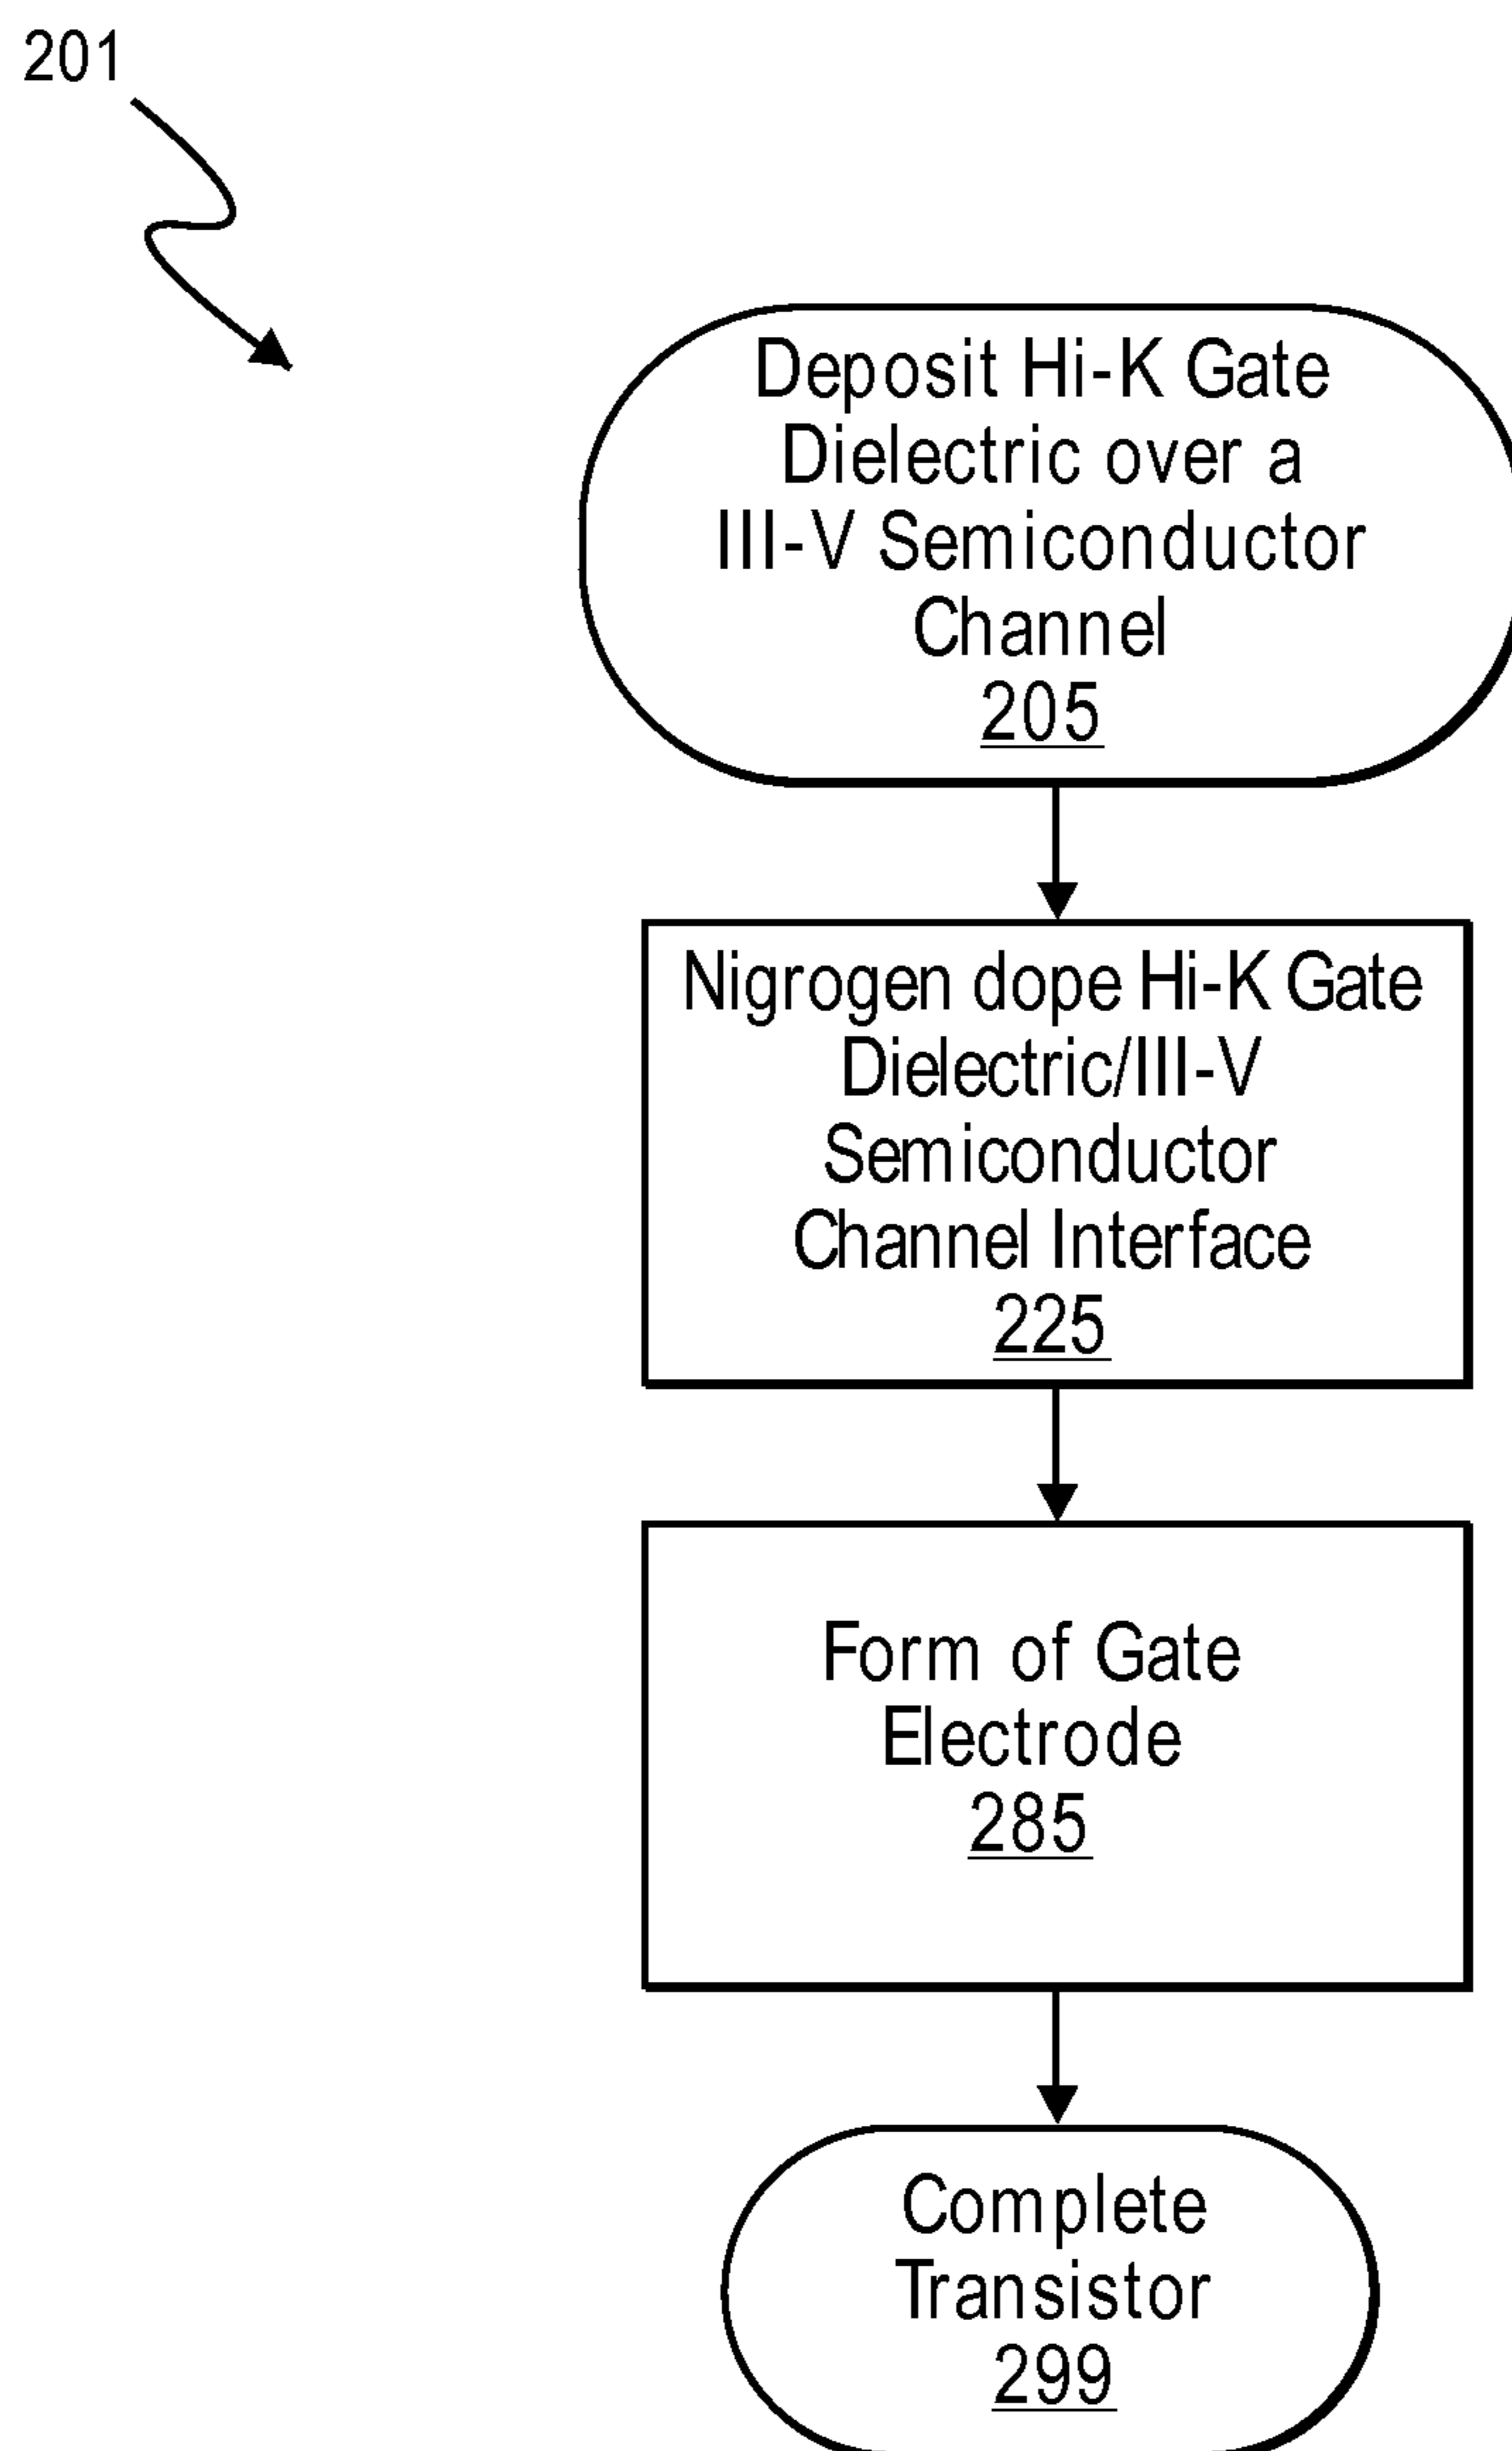 201
Deposit Hi-K Gate
Dielectric over a
III-V Semiconductor
Channel
205
Nigrogen dope Hi-K Gate
Dielectric/III-V
Semiconductor
Channel Interface
225
Form of Gate
Electrode
285
Complete
Transistor
299